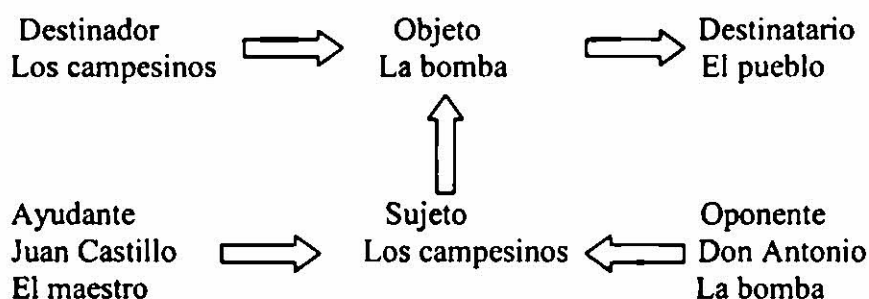 Destinador
Los campesinos
Objeto
La bomba
Destinatario
El pueblo
Ayudante
Juan Castillo
El maestro
Sujeto
Los campesinos
Oponente
Don Antonio
La bomba